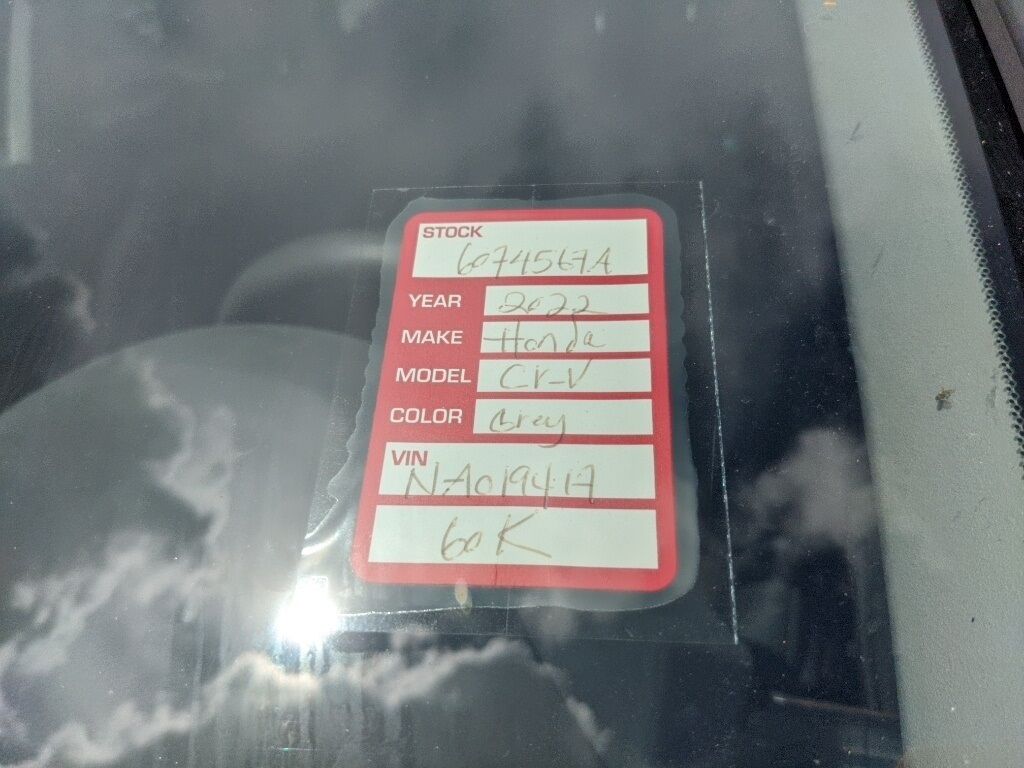 STOCK
6074567A
YEAR 2022
MAKE Honda
MODEL Cr-V
COLOR Grey
VIN
NA019417
60K